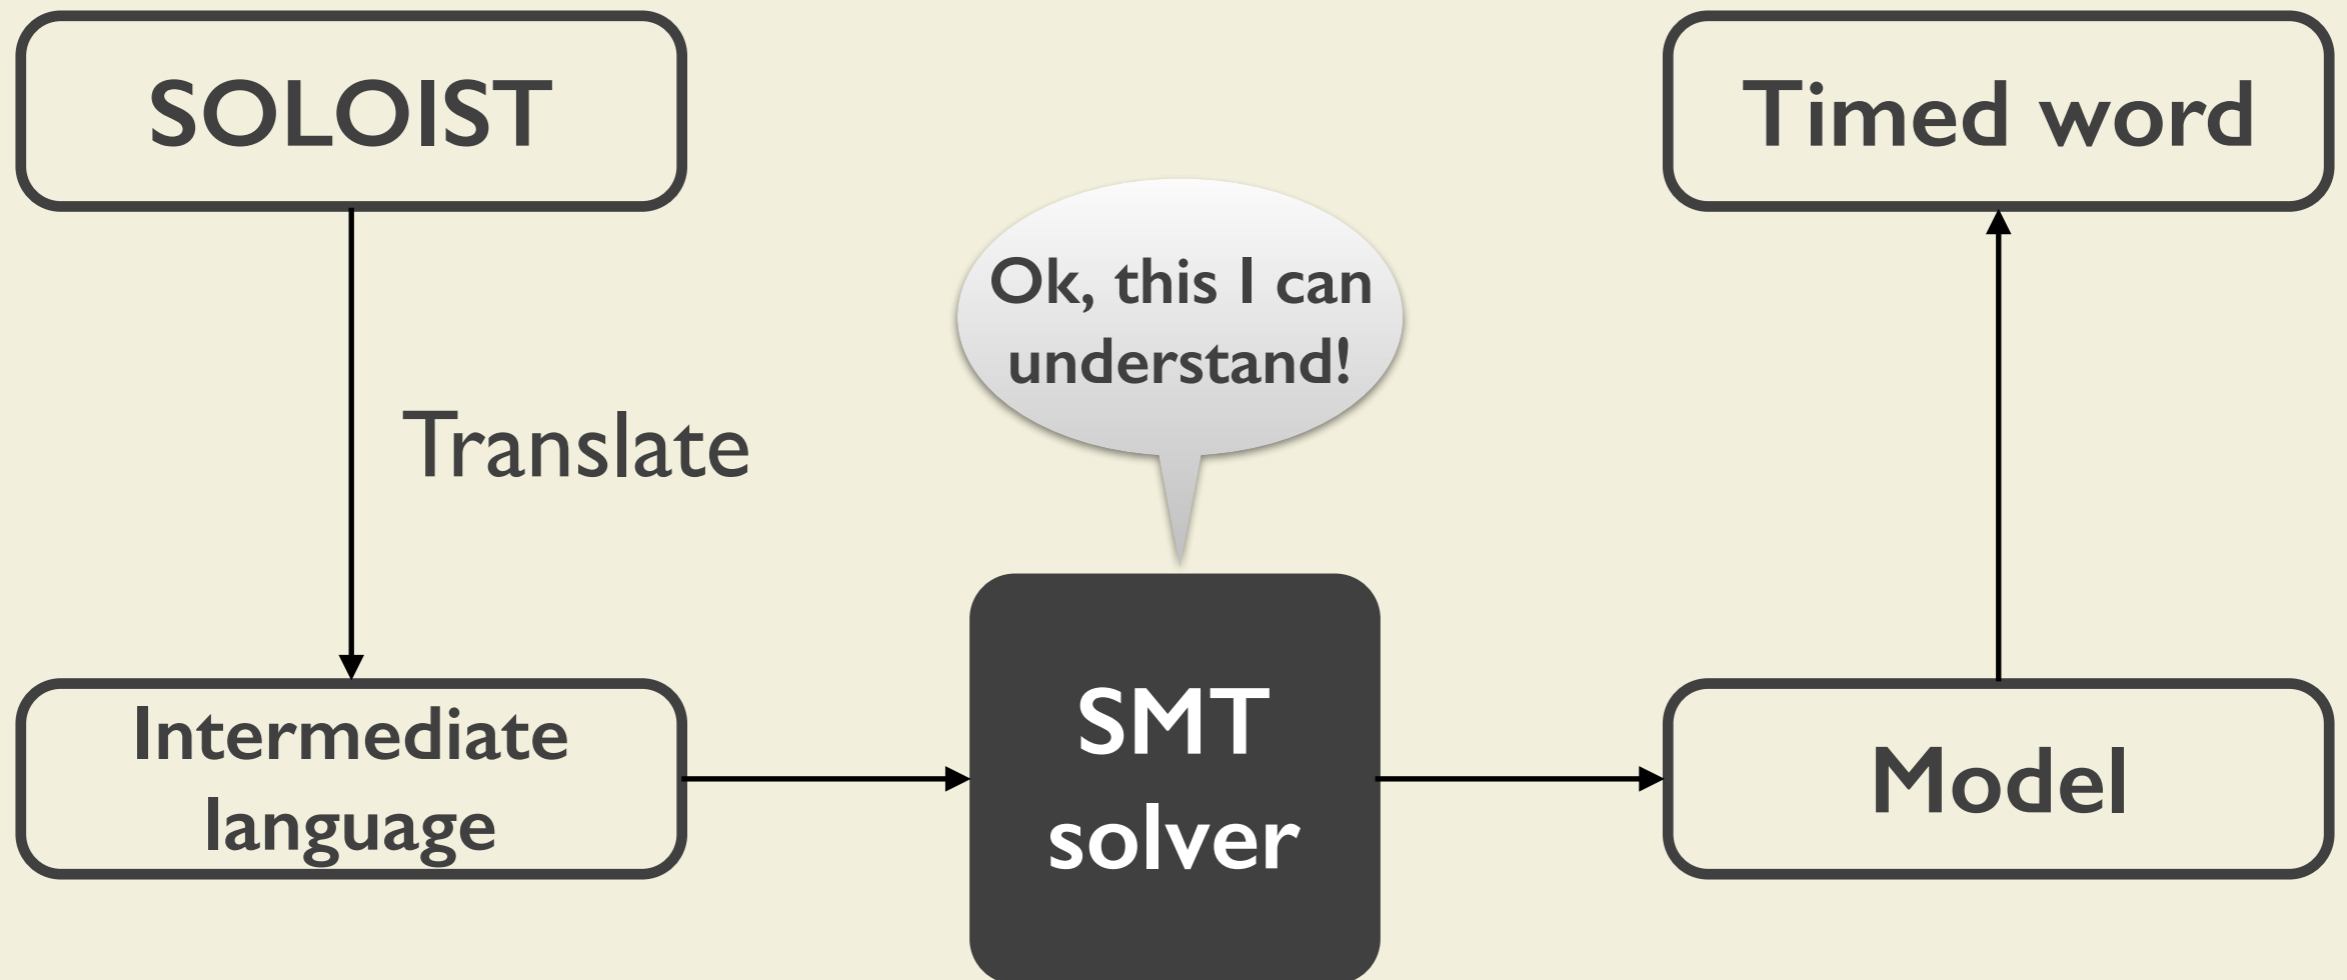 SOLOIST
Timed word
Ok, this I can
understand!
Translate
Intermediate
language
SMT
solver
Model